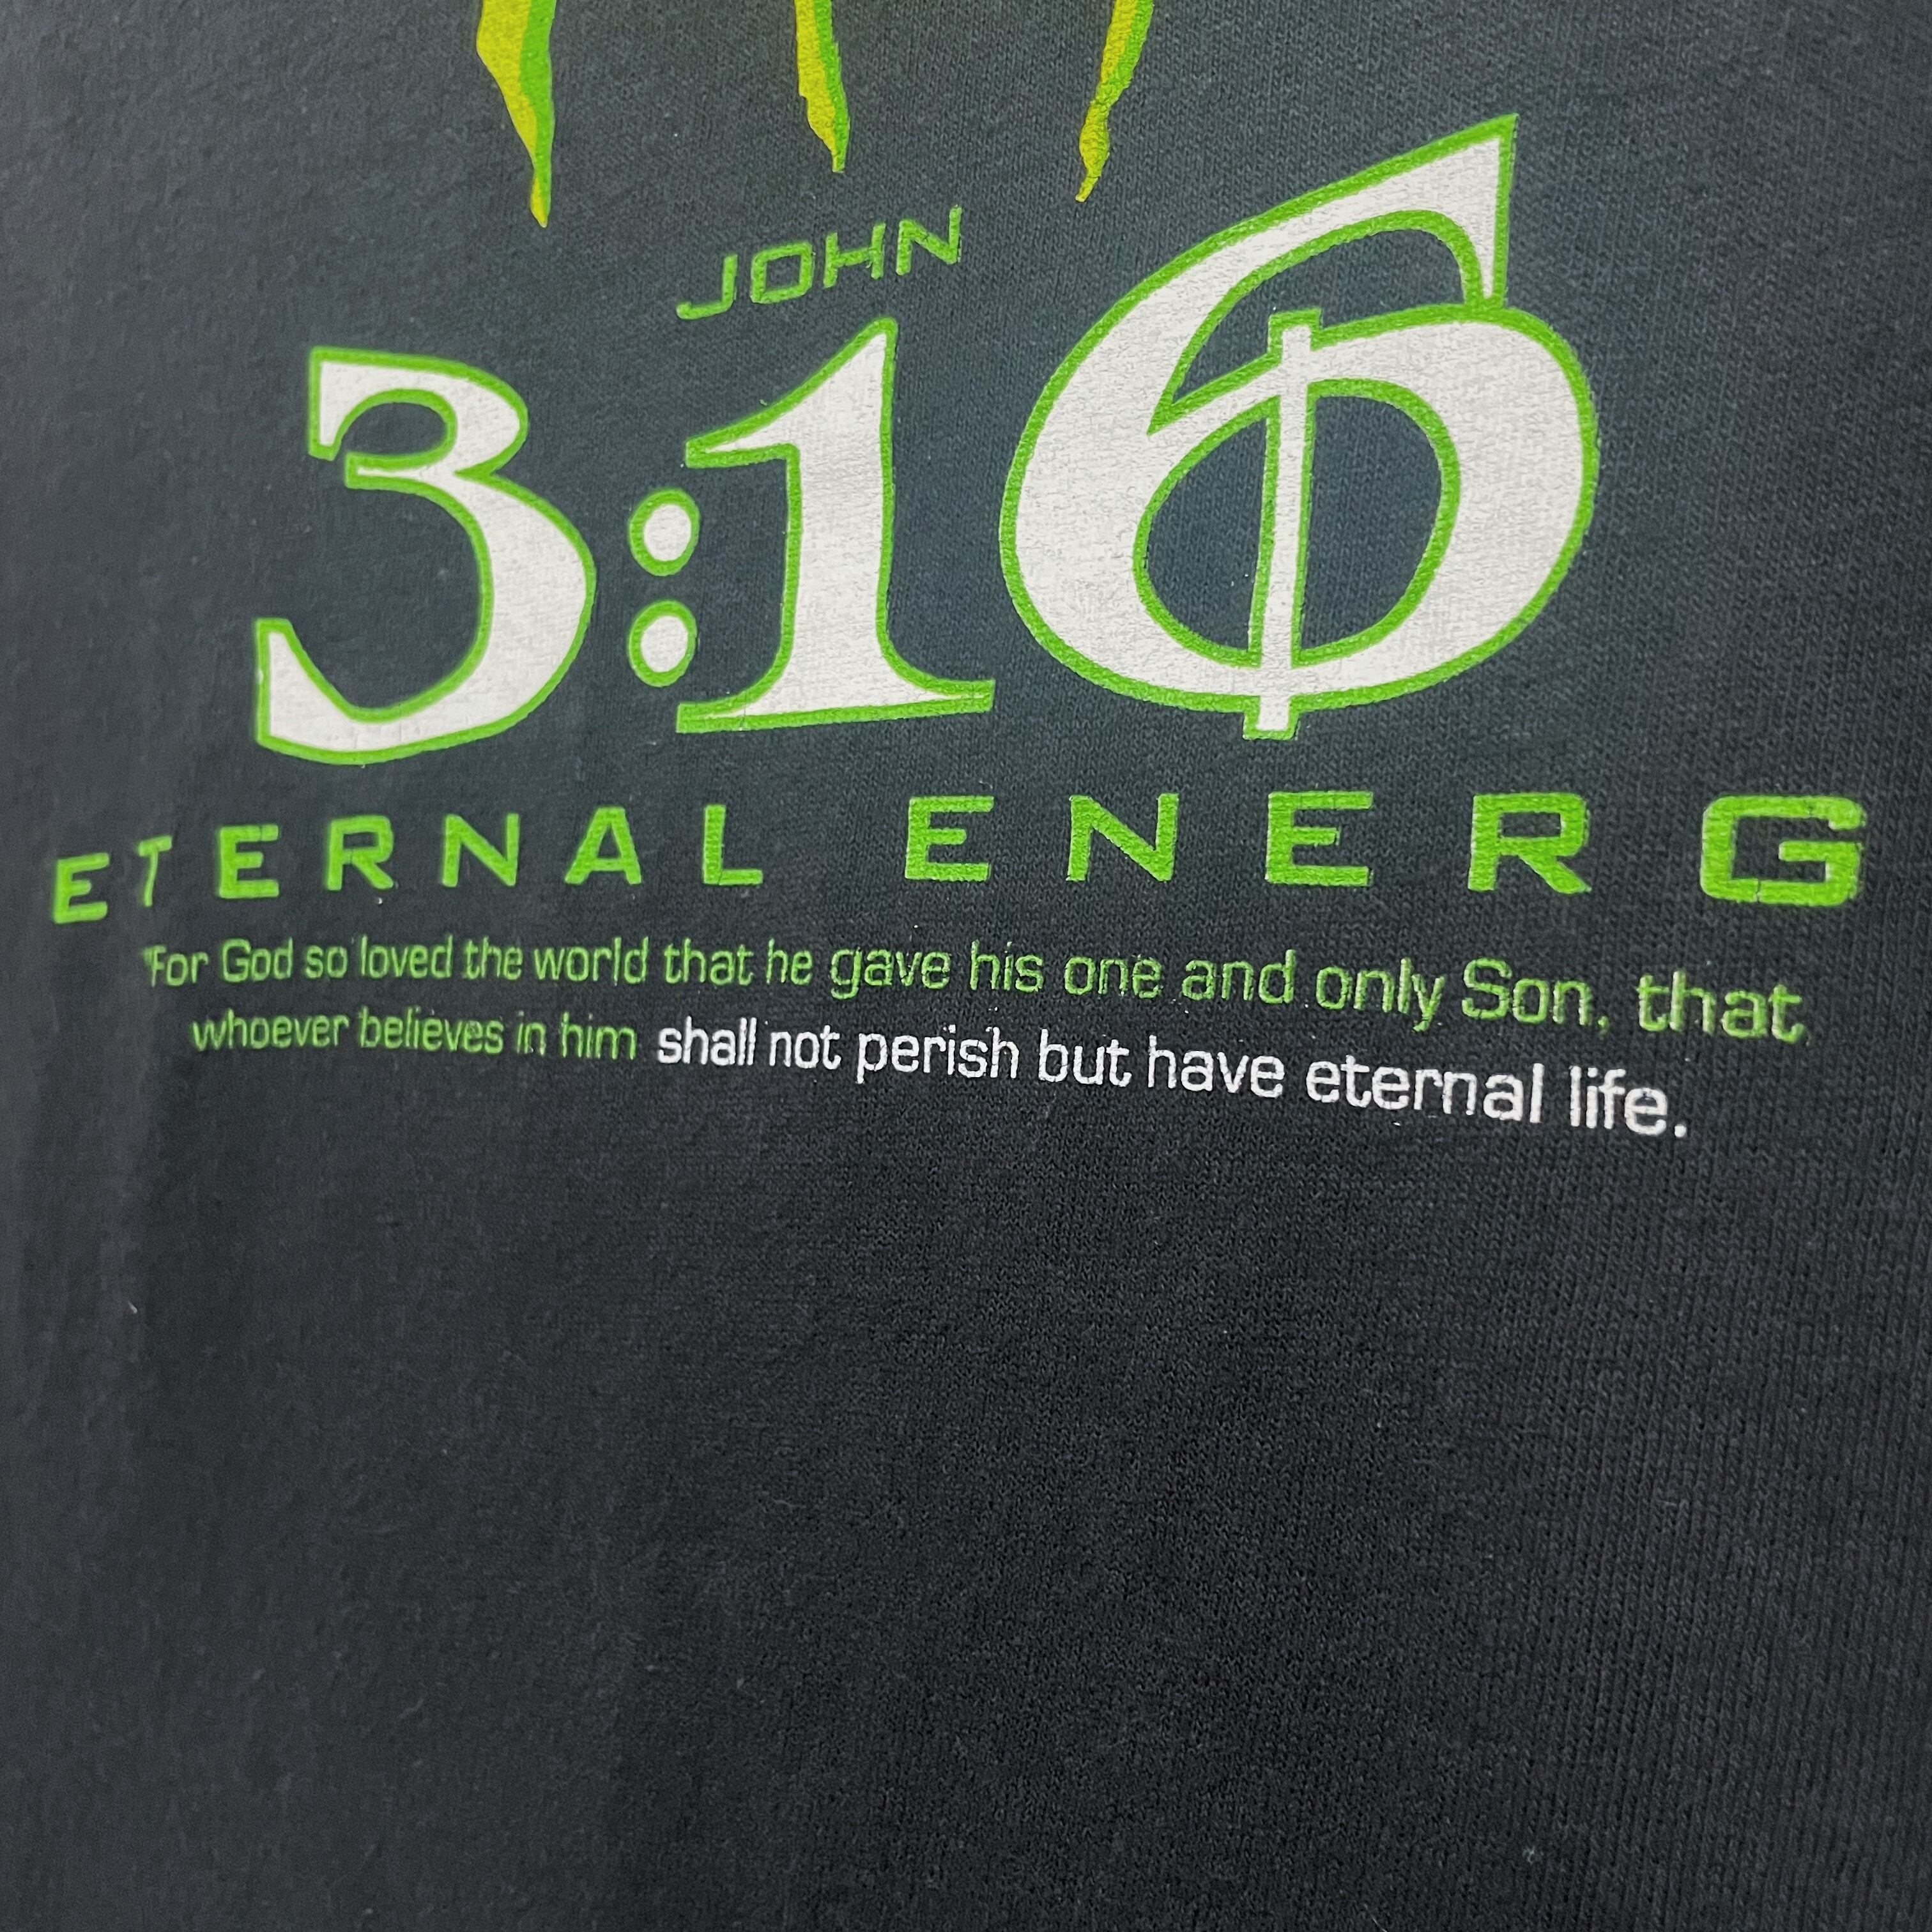 JOHN
3:16
ETERNAL ENERG
"For God so loved the world that he gave his one and only Son, that
whoever believes in him shall not perish but have eternal life.